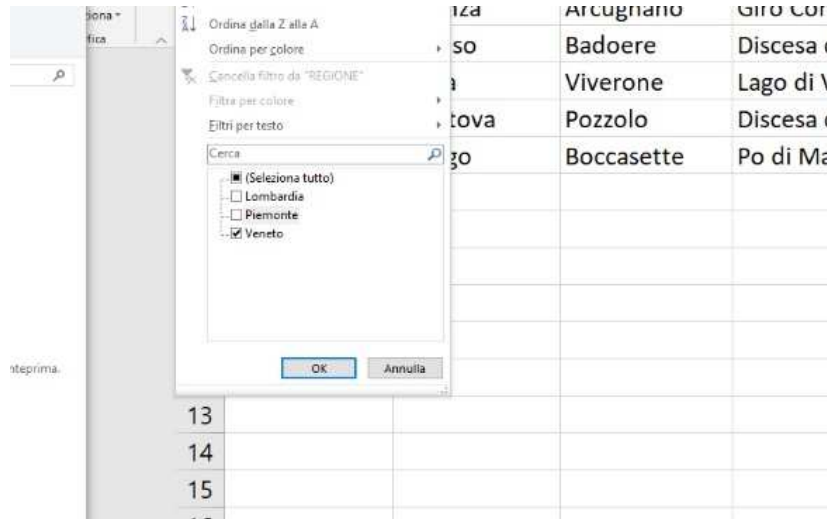 Ordina dalla Z alla A
Ordina per colore
Cancella filtro da "REGIONE"
Filtra per colore
Filtri per testo
Cerca
(Seleziona tutto)
Lombardia
Piemonte
Veneto
OK Annulla
Arcugnano Giro
Badoere Discesa
Viverone Lago di
Pozzolo Discesa
Boccasette Po di
13
14
15